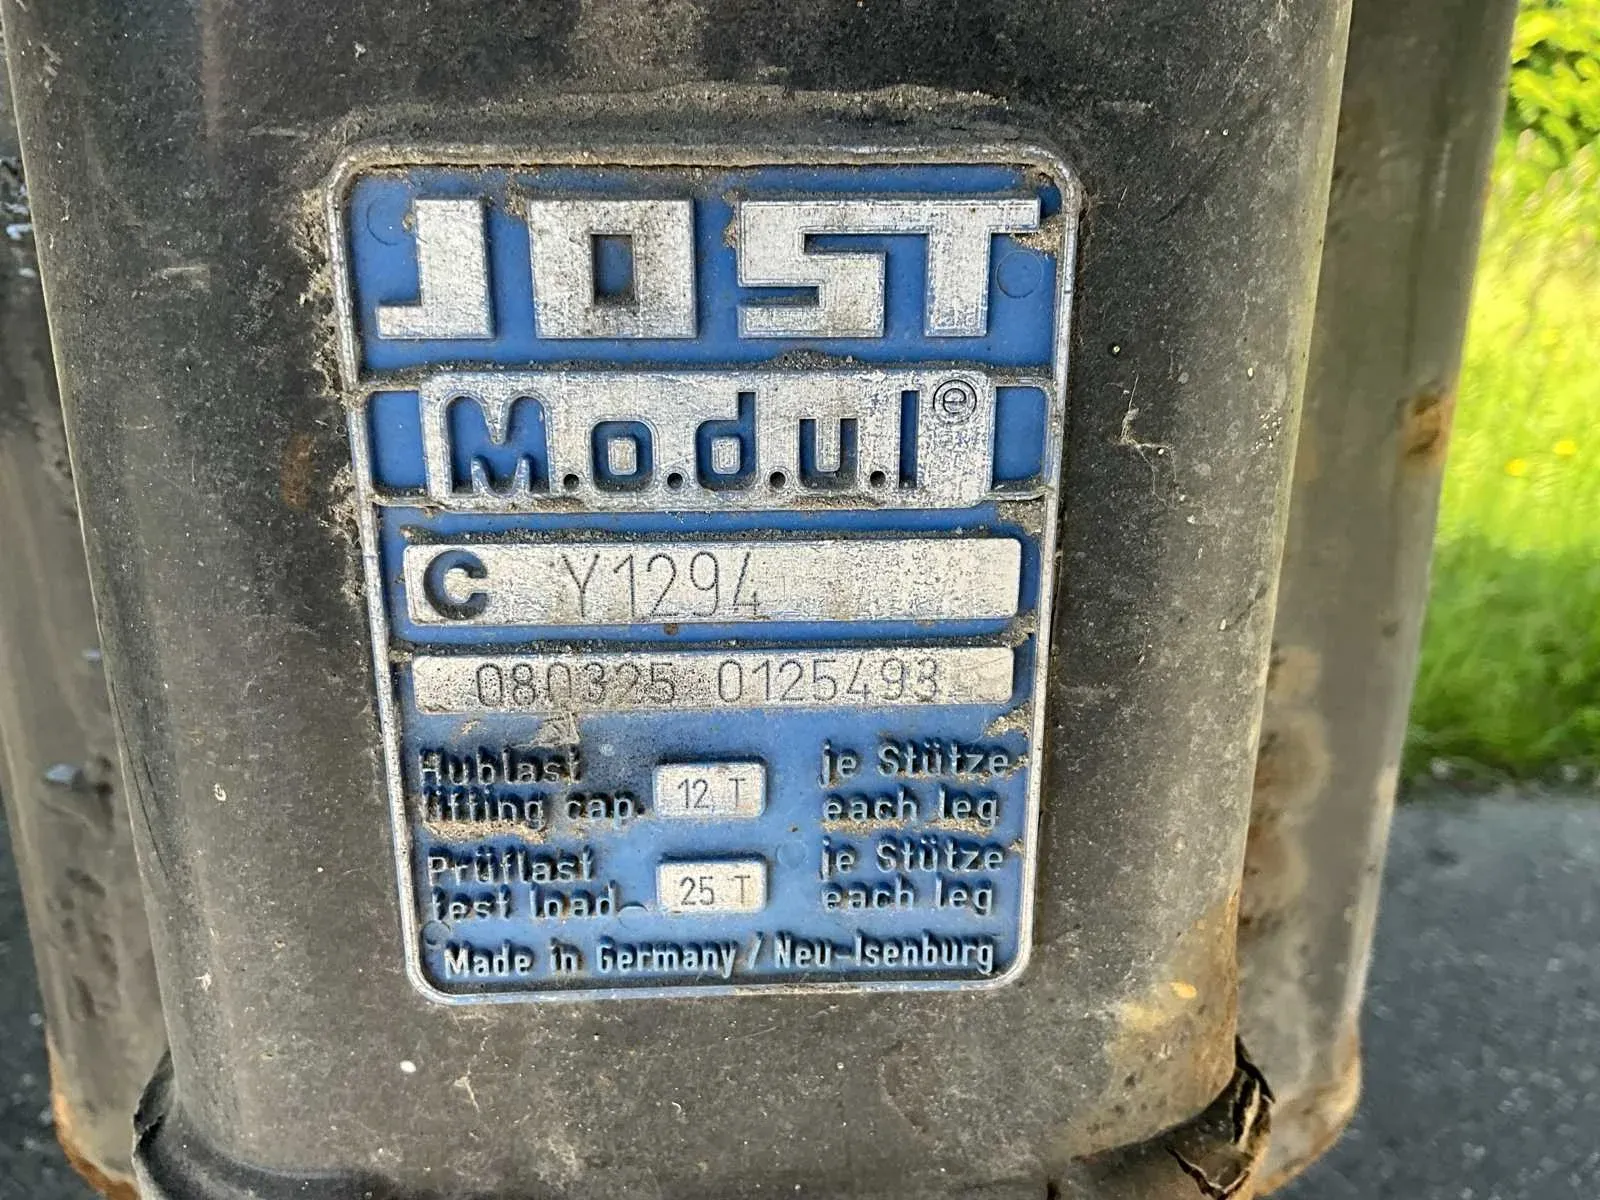 JOST
M.o.d.u.l e
C Y1294
080325 0125493
Hublast 12 T je Stütze
lifting cap. each leg
Prüflast 25 T je Stütze
test load each leg
Made in Germany / Neu-Isenburg